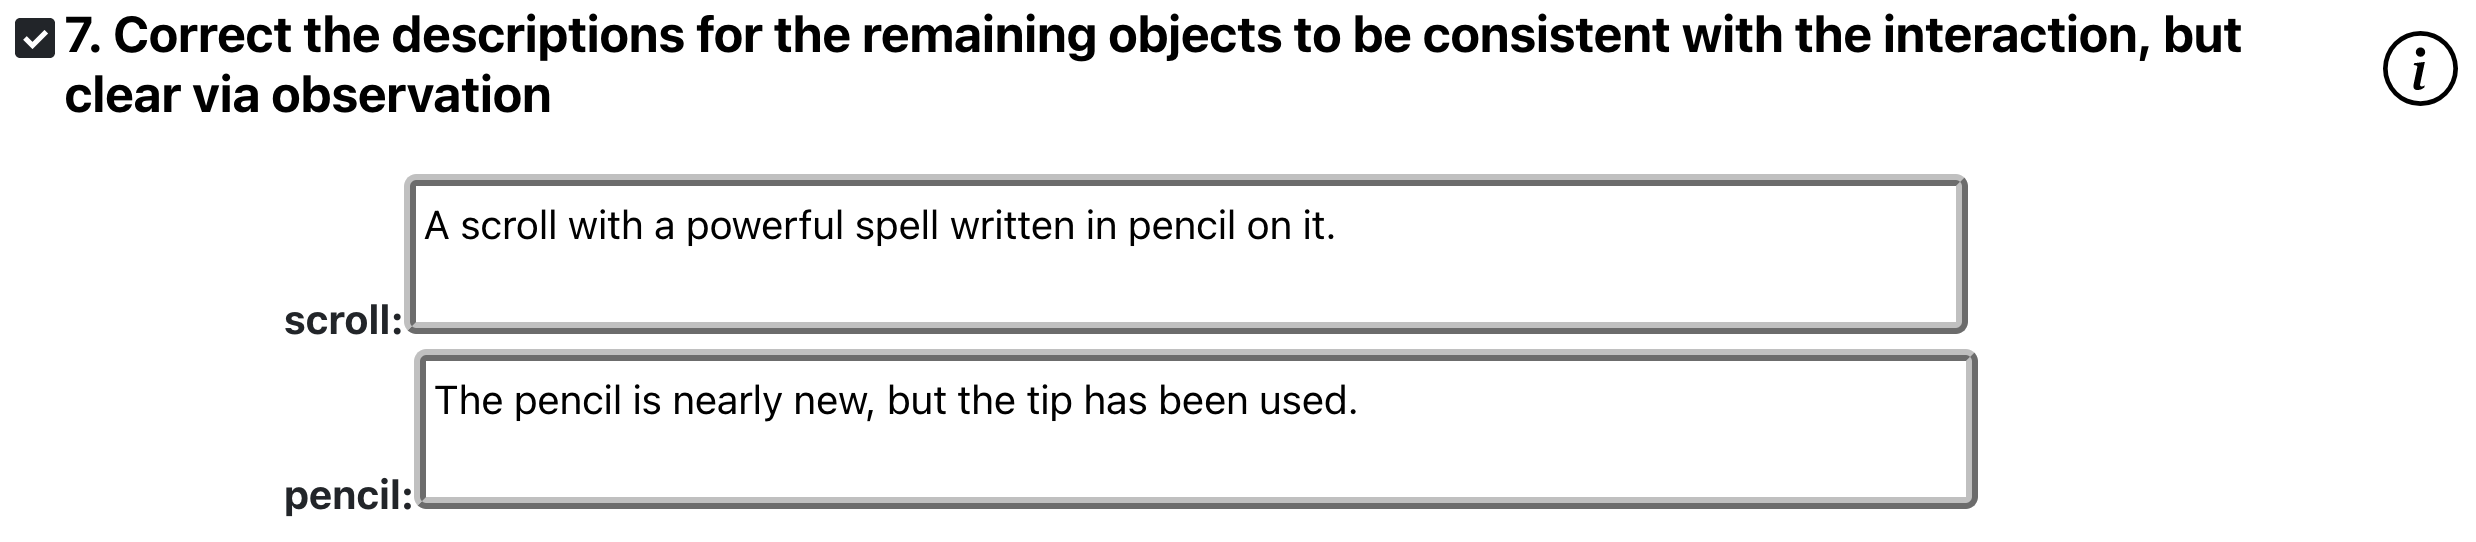 7. Correct the descriptions for the remaining objects to be consistent with the interaction, but
clear via observation
i
A scroll with a powerful spell written in pencil on it.
scroll:
The pencil is nearly new, but the tip has been used.
pencil: